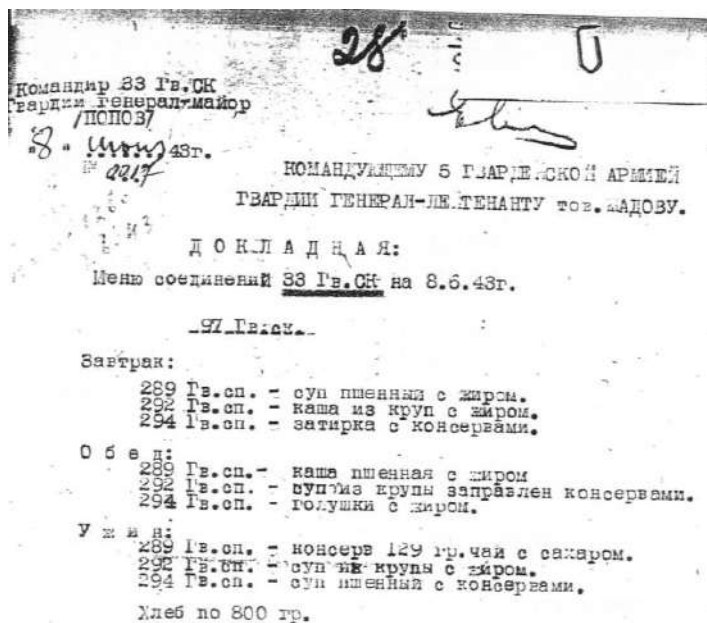 28
Командир 33 Гв.СК
Гвардии генерал-майор
/ПОПОВ/
"8" июня 43г.
№ 0217
КОМАНДУЮЩЕМУ 5 ГВАРДЕЙСКОЙ АРМИЕЙ
ГВАРДИИ ГЕНЕРАЛ-ЛЕЙТЕНАНТУ тов. ЖАДОВУ.
Д О К Л А Д Н А Я:
Меню соединений 33 Гв.СК на 8.6.43г.
97 Гв.ск.
Завтрак:
289 Гв.сп. - суп пшенный с жиром.
292 Гв.сп. - каша из круп с жиром.
294 Гв.сп. - затирка с консервами.
О б е д:
289 Гв.сп.- каша пшенная с жиром
292 Гв.сп. - суп из крупы заправлен консервами.
294 Гв.сп. - голушки с жиром.
У ж и н:
289 Гв.сп. - консерв 129 гр.чай с сахаром.
292 Гв.сп. - суп из крупы с жиром.
294 Гв.сп. - суп пшенный с консервами.
Хлеб по 800 гр.